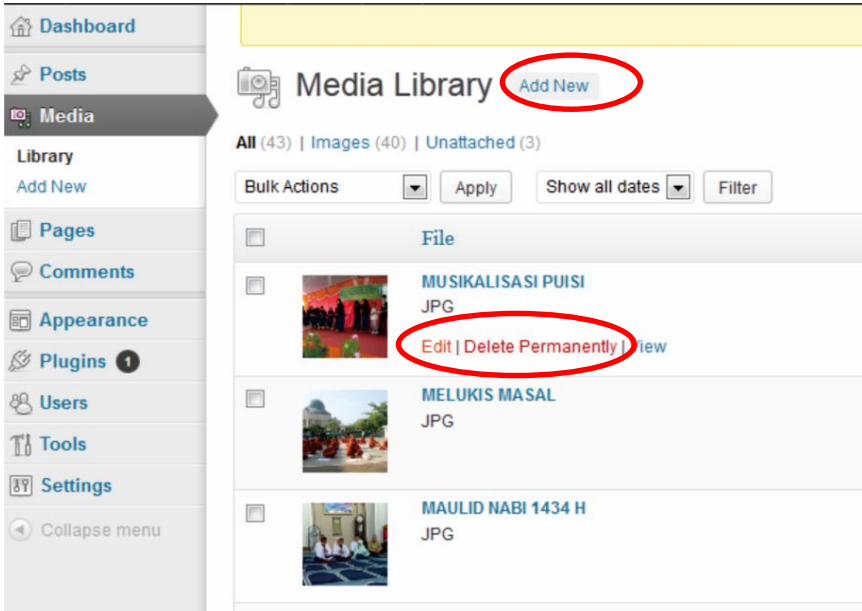 Dashboard
Posts
Media
Library
Add New
Pages
Comments
Appearance
Plugins 1
Users
Tools
Settings
Collapse menu
Media Library Add New
All (43) | Images (40) | Unattached (3)
Bulk Actions Apply Show all dates Filter
File
MUSIKALISASI PUISI
JPG
Edit | Delete Permanently | View
MELUKIS MASAL
JPG
MAULID NABI 1434 H
JPG